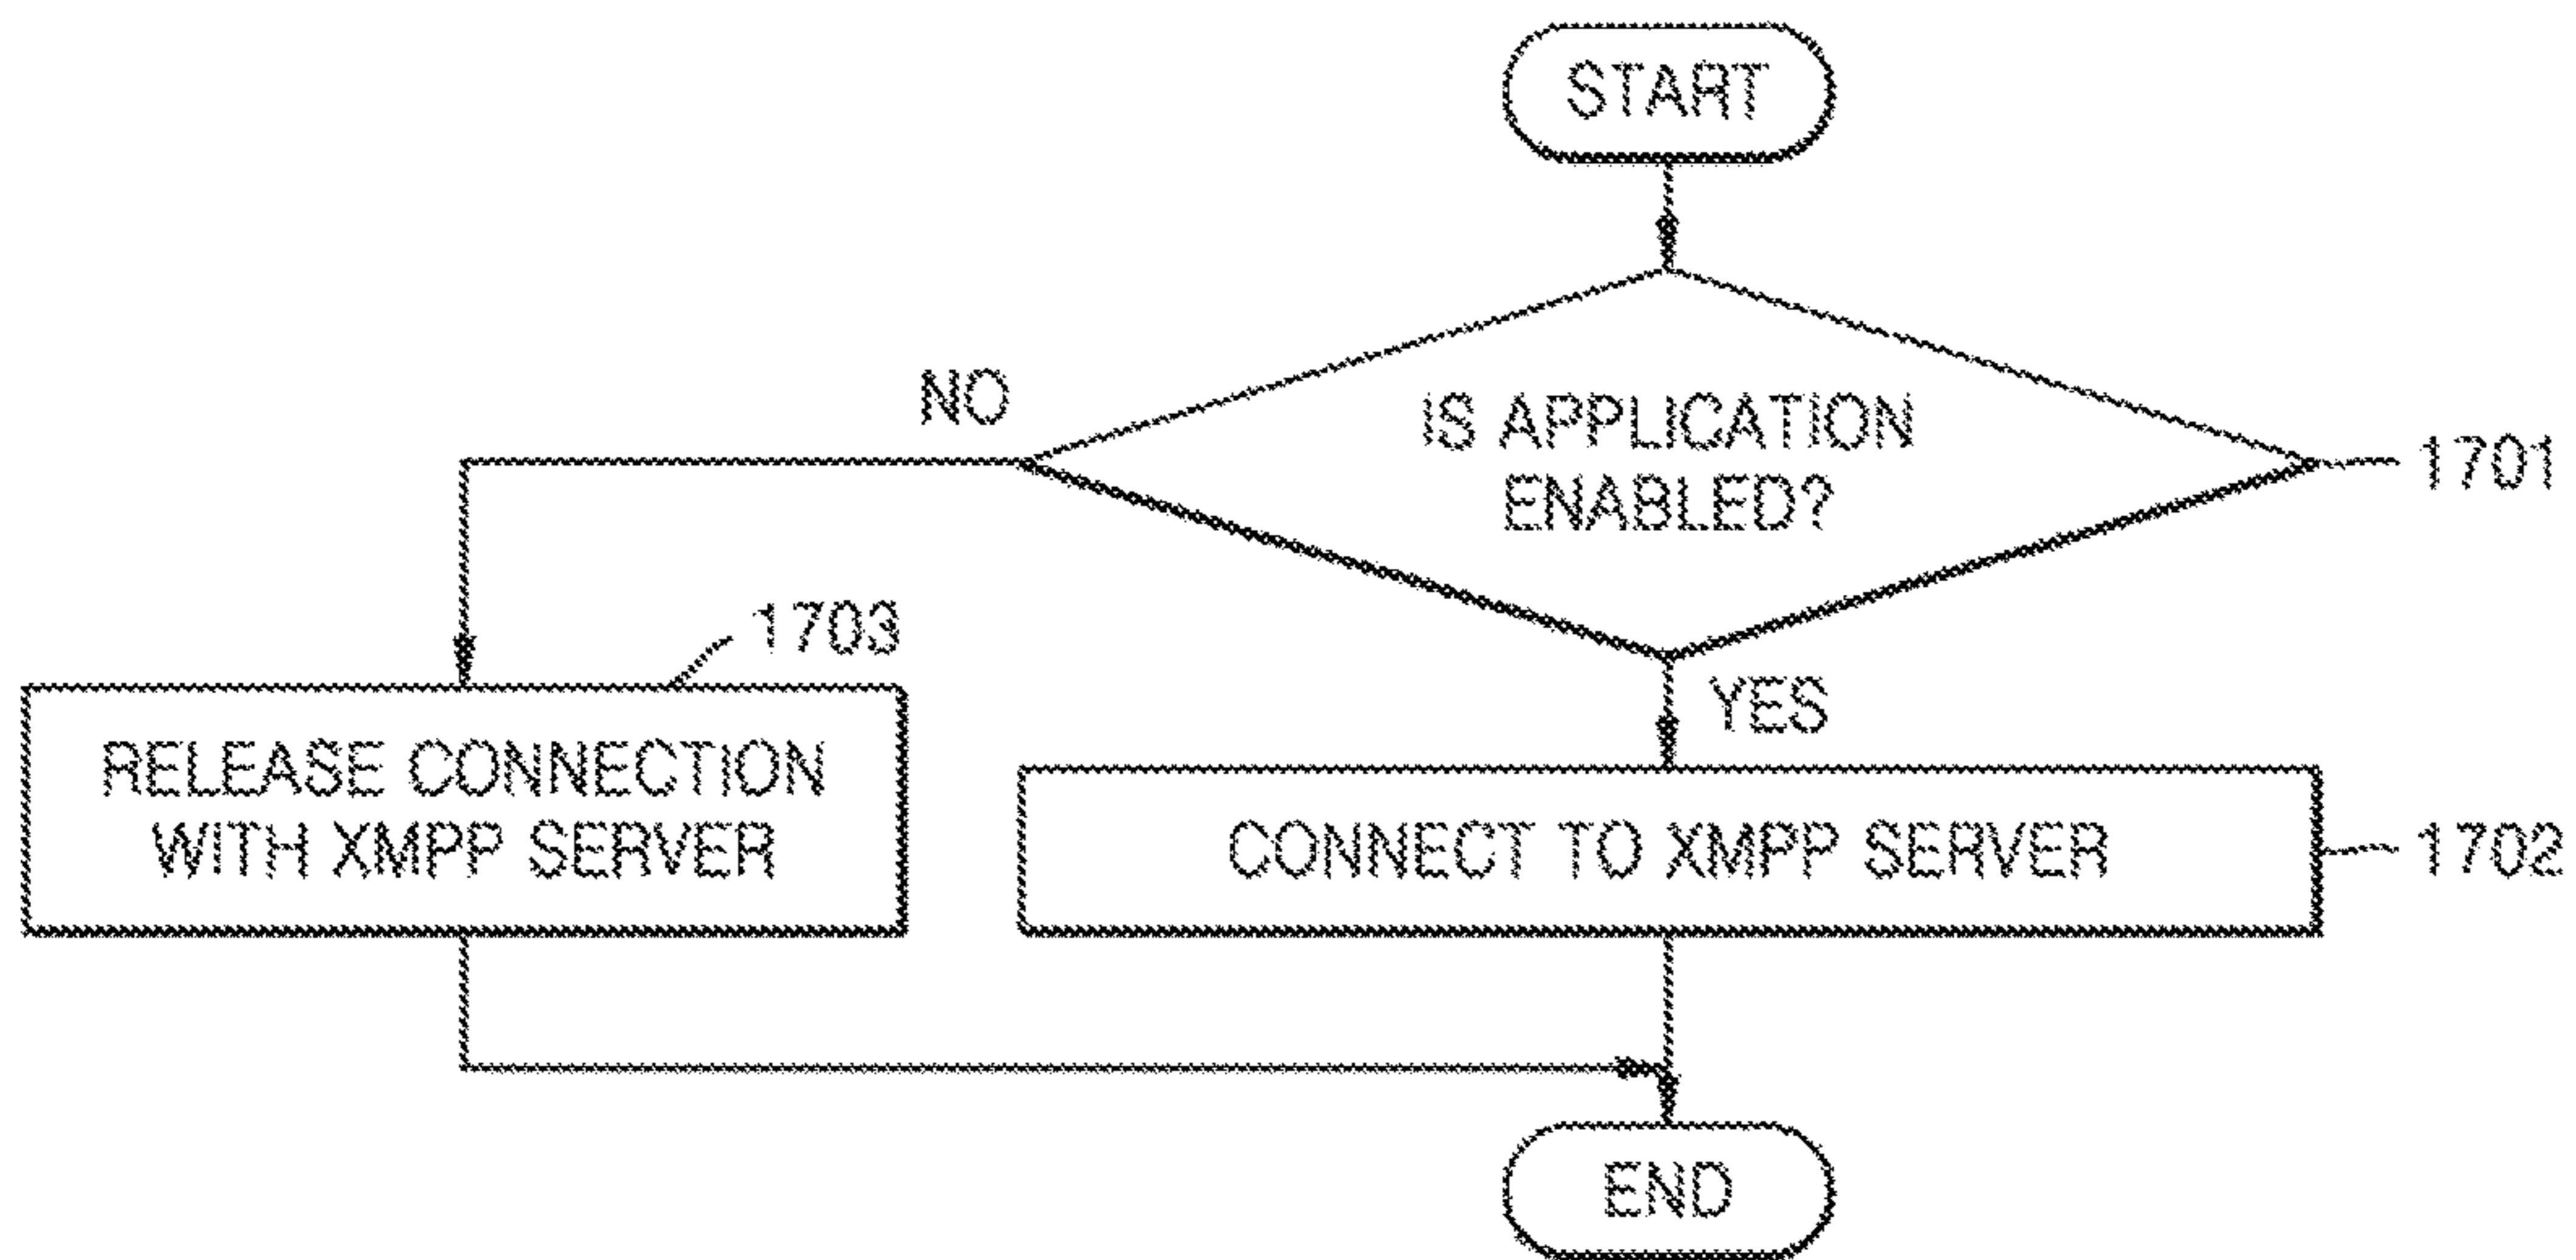 START
NO
IS APPLICATION
ENABLED?
1701
1703
YES
RELEASE CONNECTION
WITH XMPP SERVER
CONNECT TO XMPP SERVER
1702
END